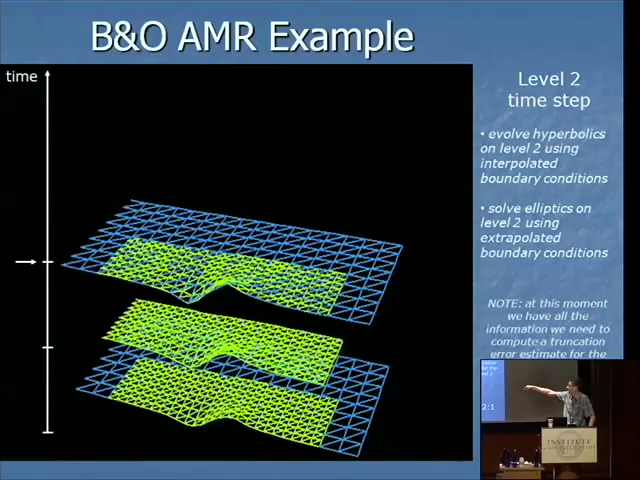 B&O AMR Example
time
Level 2
time step
• evolve hyperbolics
on level 2 using
interpolated
boundary conditions
• solve elliptics on
level 2 using
extrapolated
boundary conditions
NOTE: at this moment
we have all the
information we need to
compute a truncation
error estimate for the
2:1
INSTITUTE